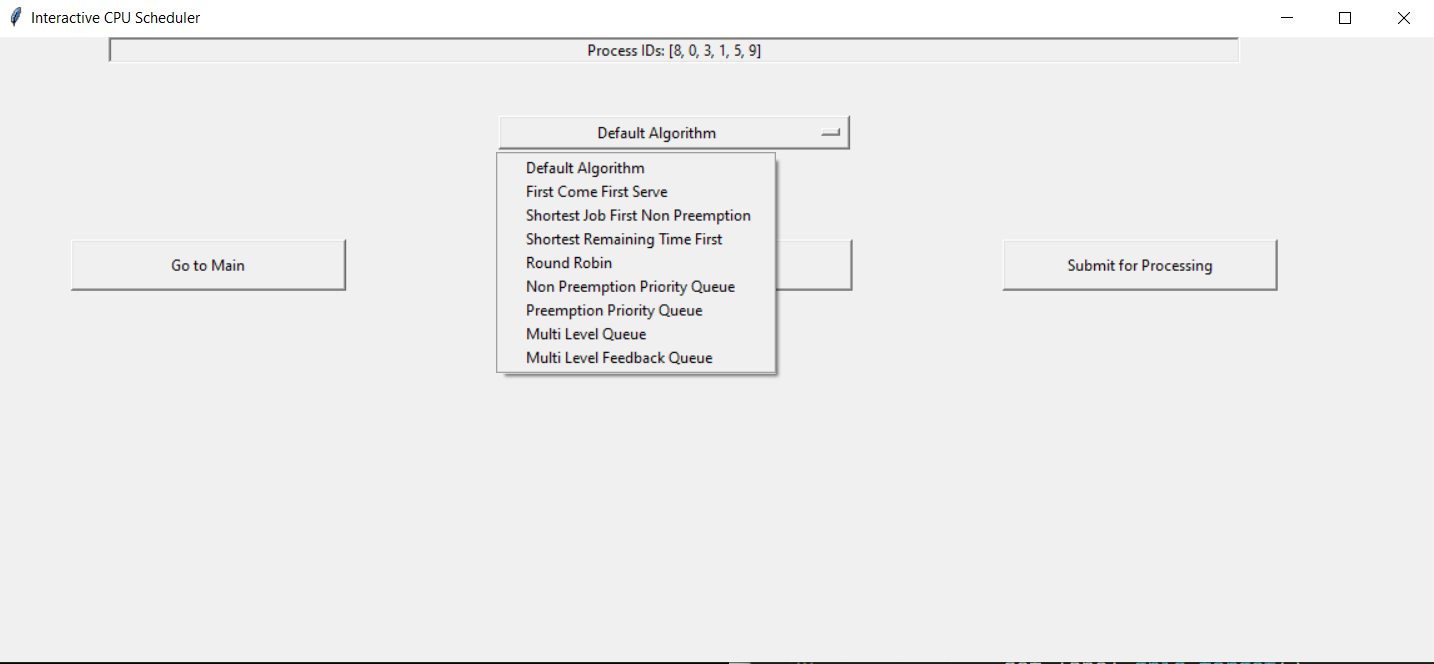 Interactive CPU Scheduler
Process IDs: [8, 0, 3, 1, 5, 9]
Default Algorithm
Default Algorithm
First Come First Serve
Shortest Job First Non Preemption
Shortest Remaining Time First
Round Robin
Non Preemption Priority Queue
Preemption Priority Queue
Multi Level Queue
Multi Level Feedback Queue
Go to Main
Submit for Processing